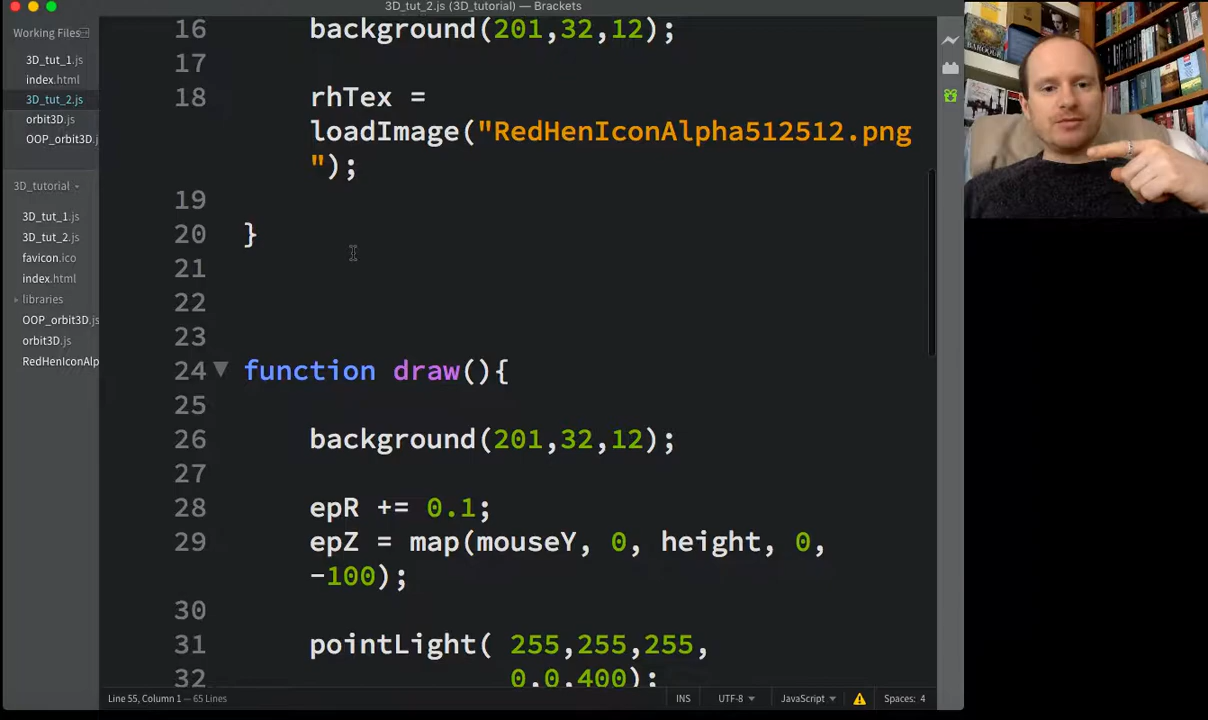 3D_tut_2.js (3D_tutorial) — Brackets
Working Files
3D_tut_1.js
index.html
3D_tut_2.js
orbit3D.js
OOP_orbit3D.j
3D_tutorial
3D_tut_1.js
3D_tut_2.js
favicon.ico
index.html
libraries
OOP_orbit3D.js
orbit3D.js
RedHenIconAlp
16 background(201,32,12);
17
18 rhTex =
loadImage("RedHenIconAlpha512512.png
");
19
20 }
21
22
23
24 function draw(){
25
26 background(201,32,12);
27
28 epR += 0.1;
29 epZ = map(mouseY, 0, height, 0,
-100);
30
31 pointLight( 255,255,255,
32 0,0,400);
Line 55, Column 1 — 65 Lines
INS UTF-8 JavaScript Spaces: 4